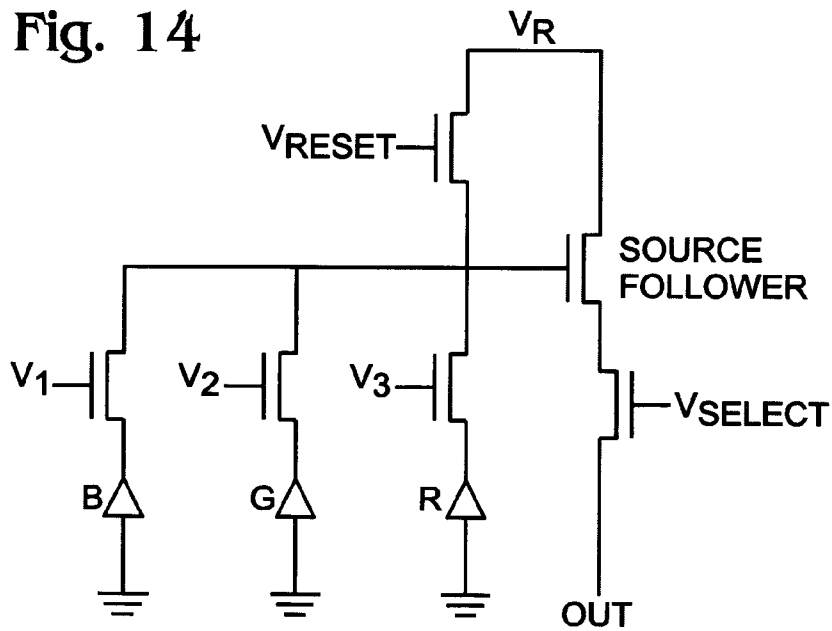 Fig. 14
VR
VRESET
SOURCE
FOLLOWER
V1
V2
V3
VSELECT
B
G
R
OUT